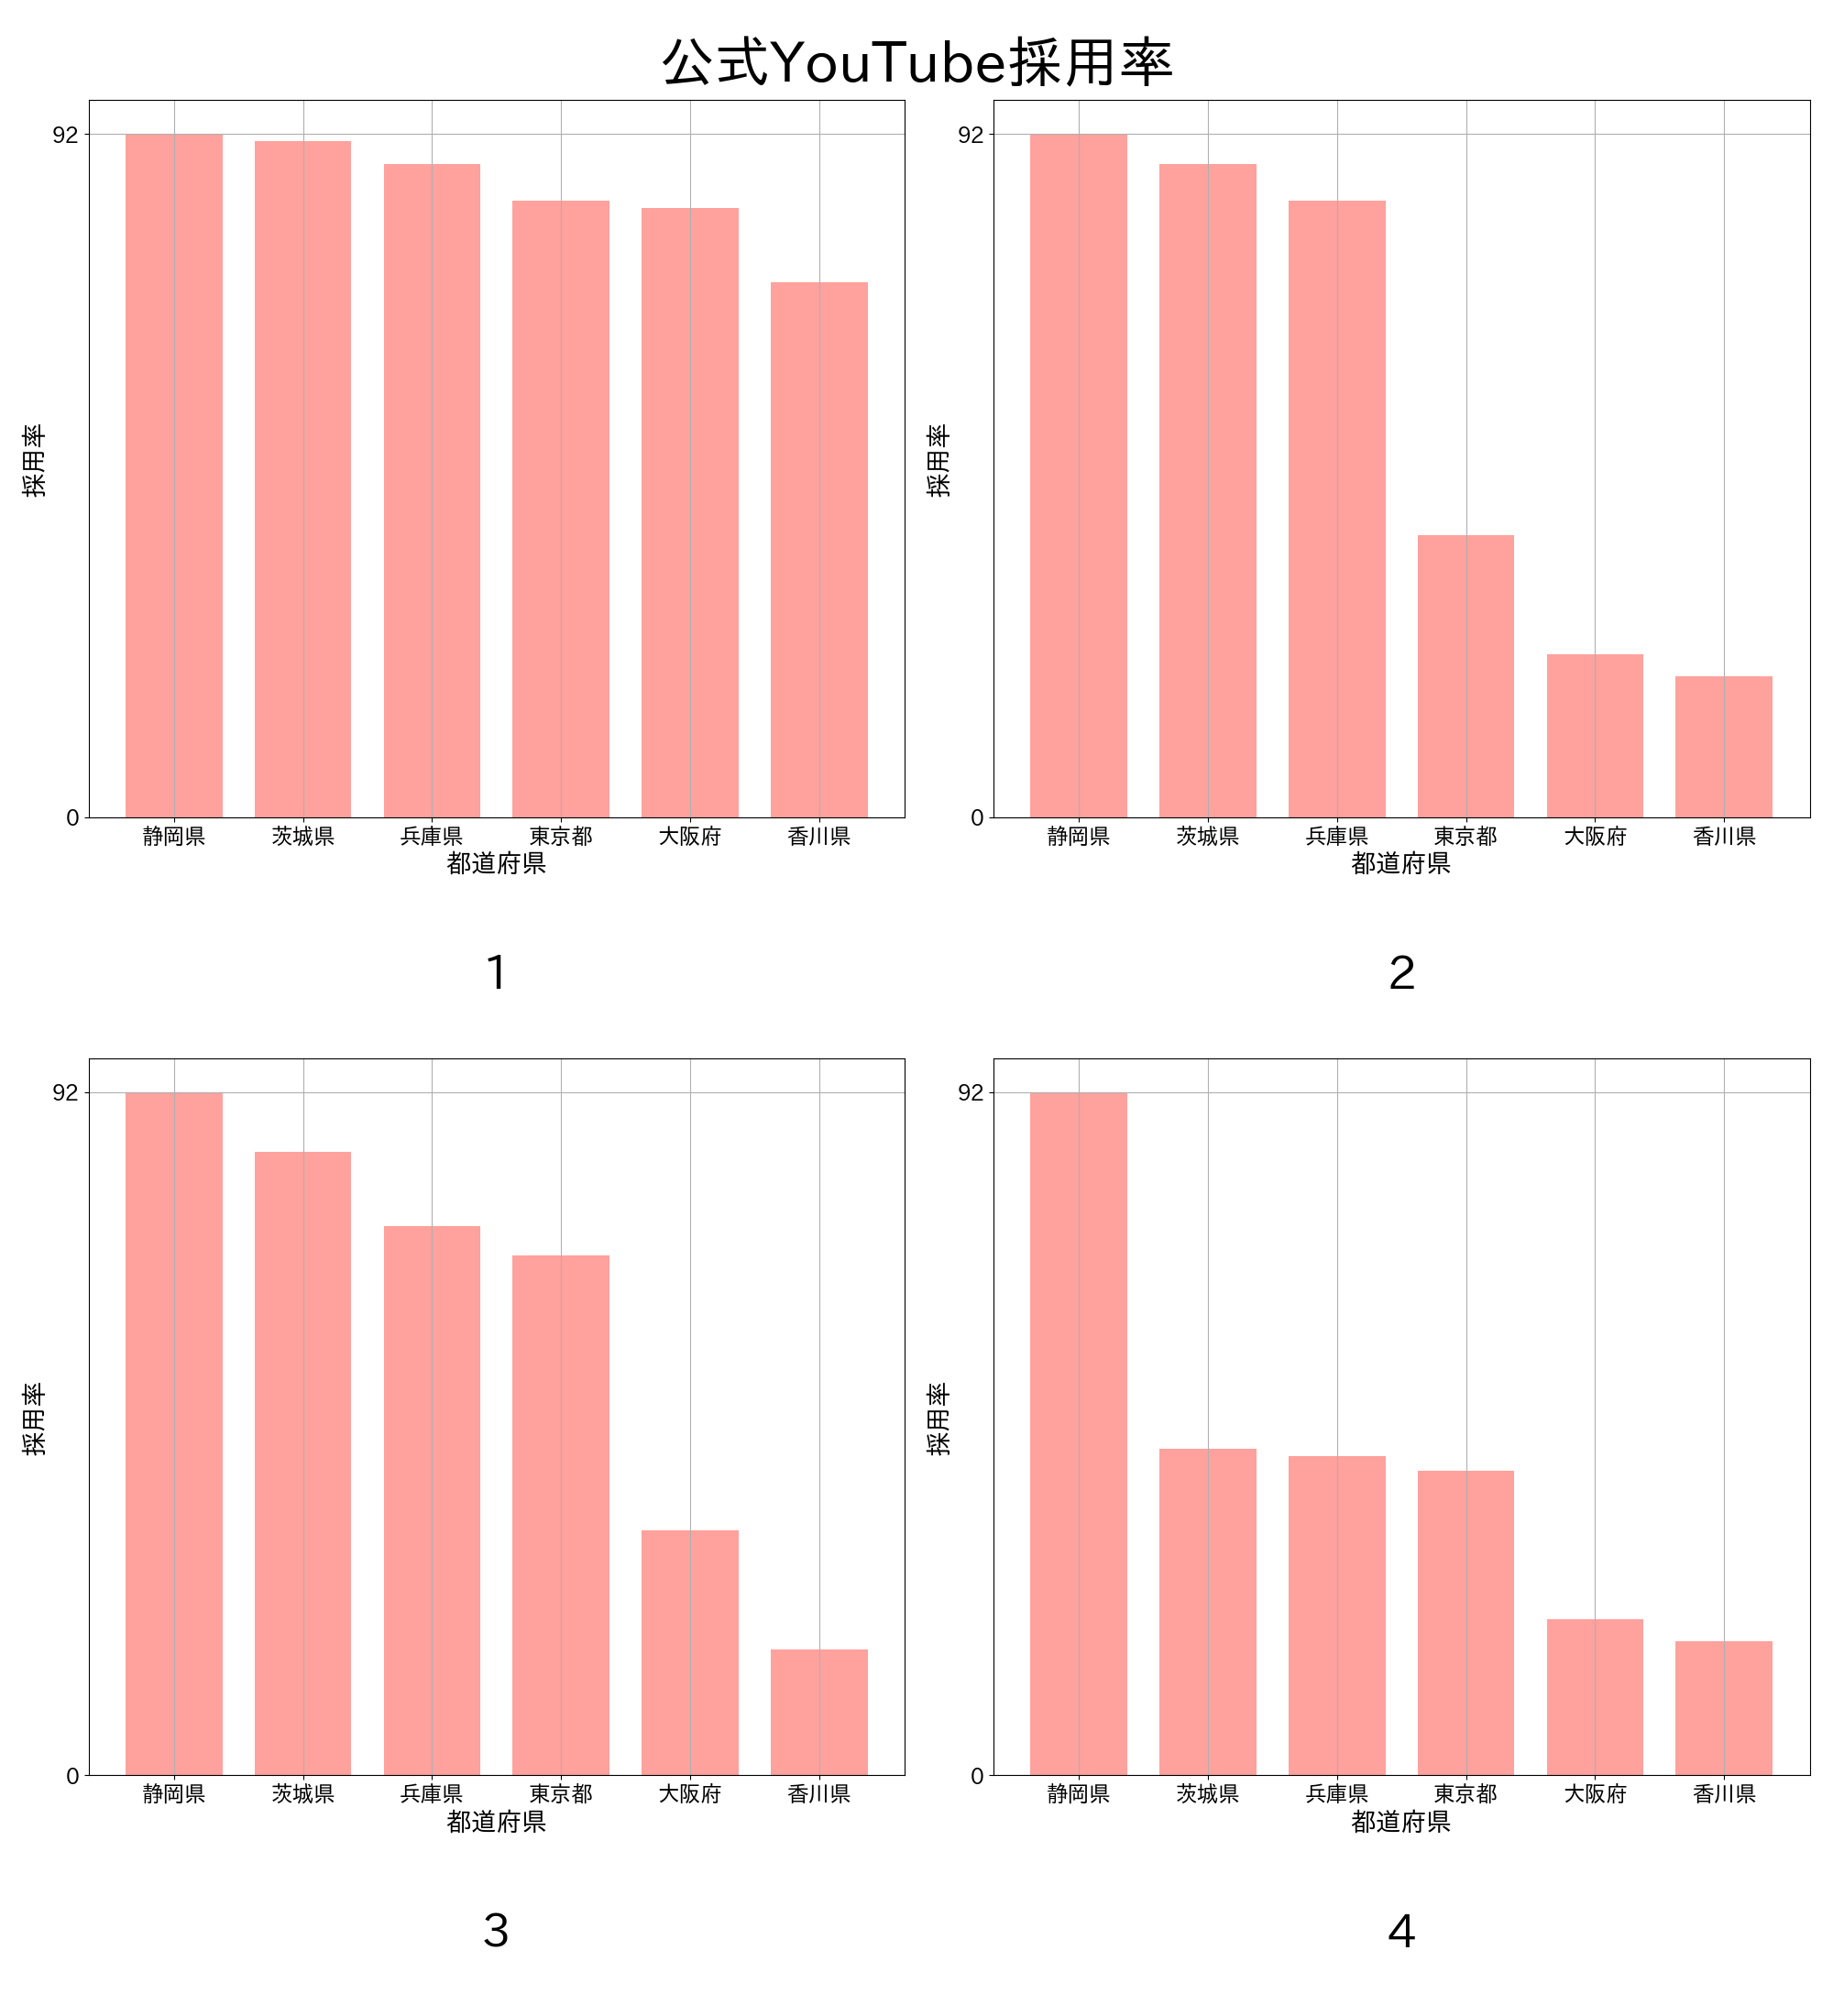 公式YouTube採用率
92
採用率
0
静岡県 茨城県 兵庫県 東京都 大阪府 香川県
都道府県
1
92
採用率
0
静岡県 茨城県 兵庫県 東京都 大阪府 香川県
都道府県
2
92
採用率
0
静岡県 茨城県 兵庫県 東京都 大阪府 香川県
都道府県
3
92
採用率
0
静岡県 茨城県 兵庫県 東京都 大阪府 香川県
都道府県
4